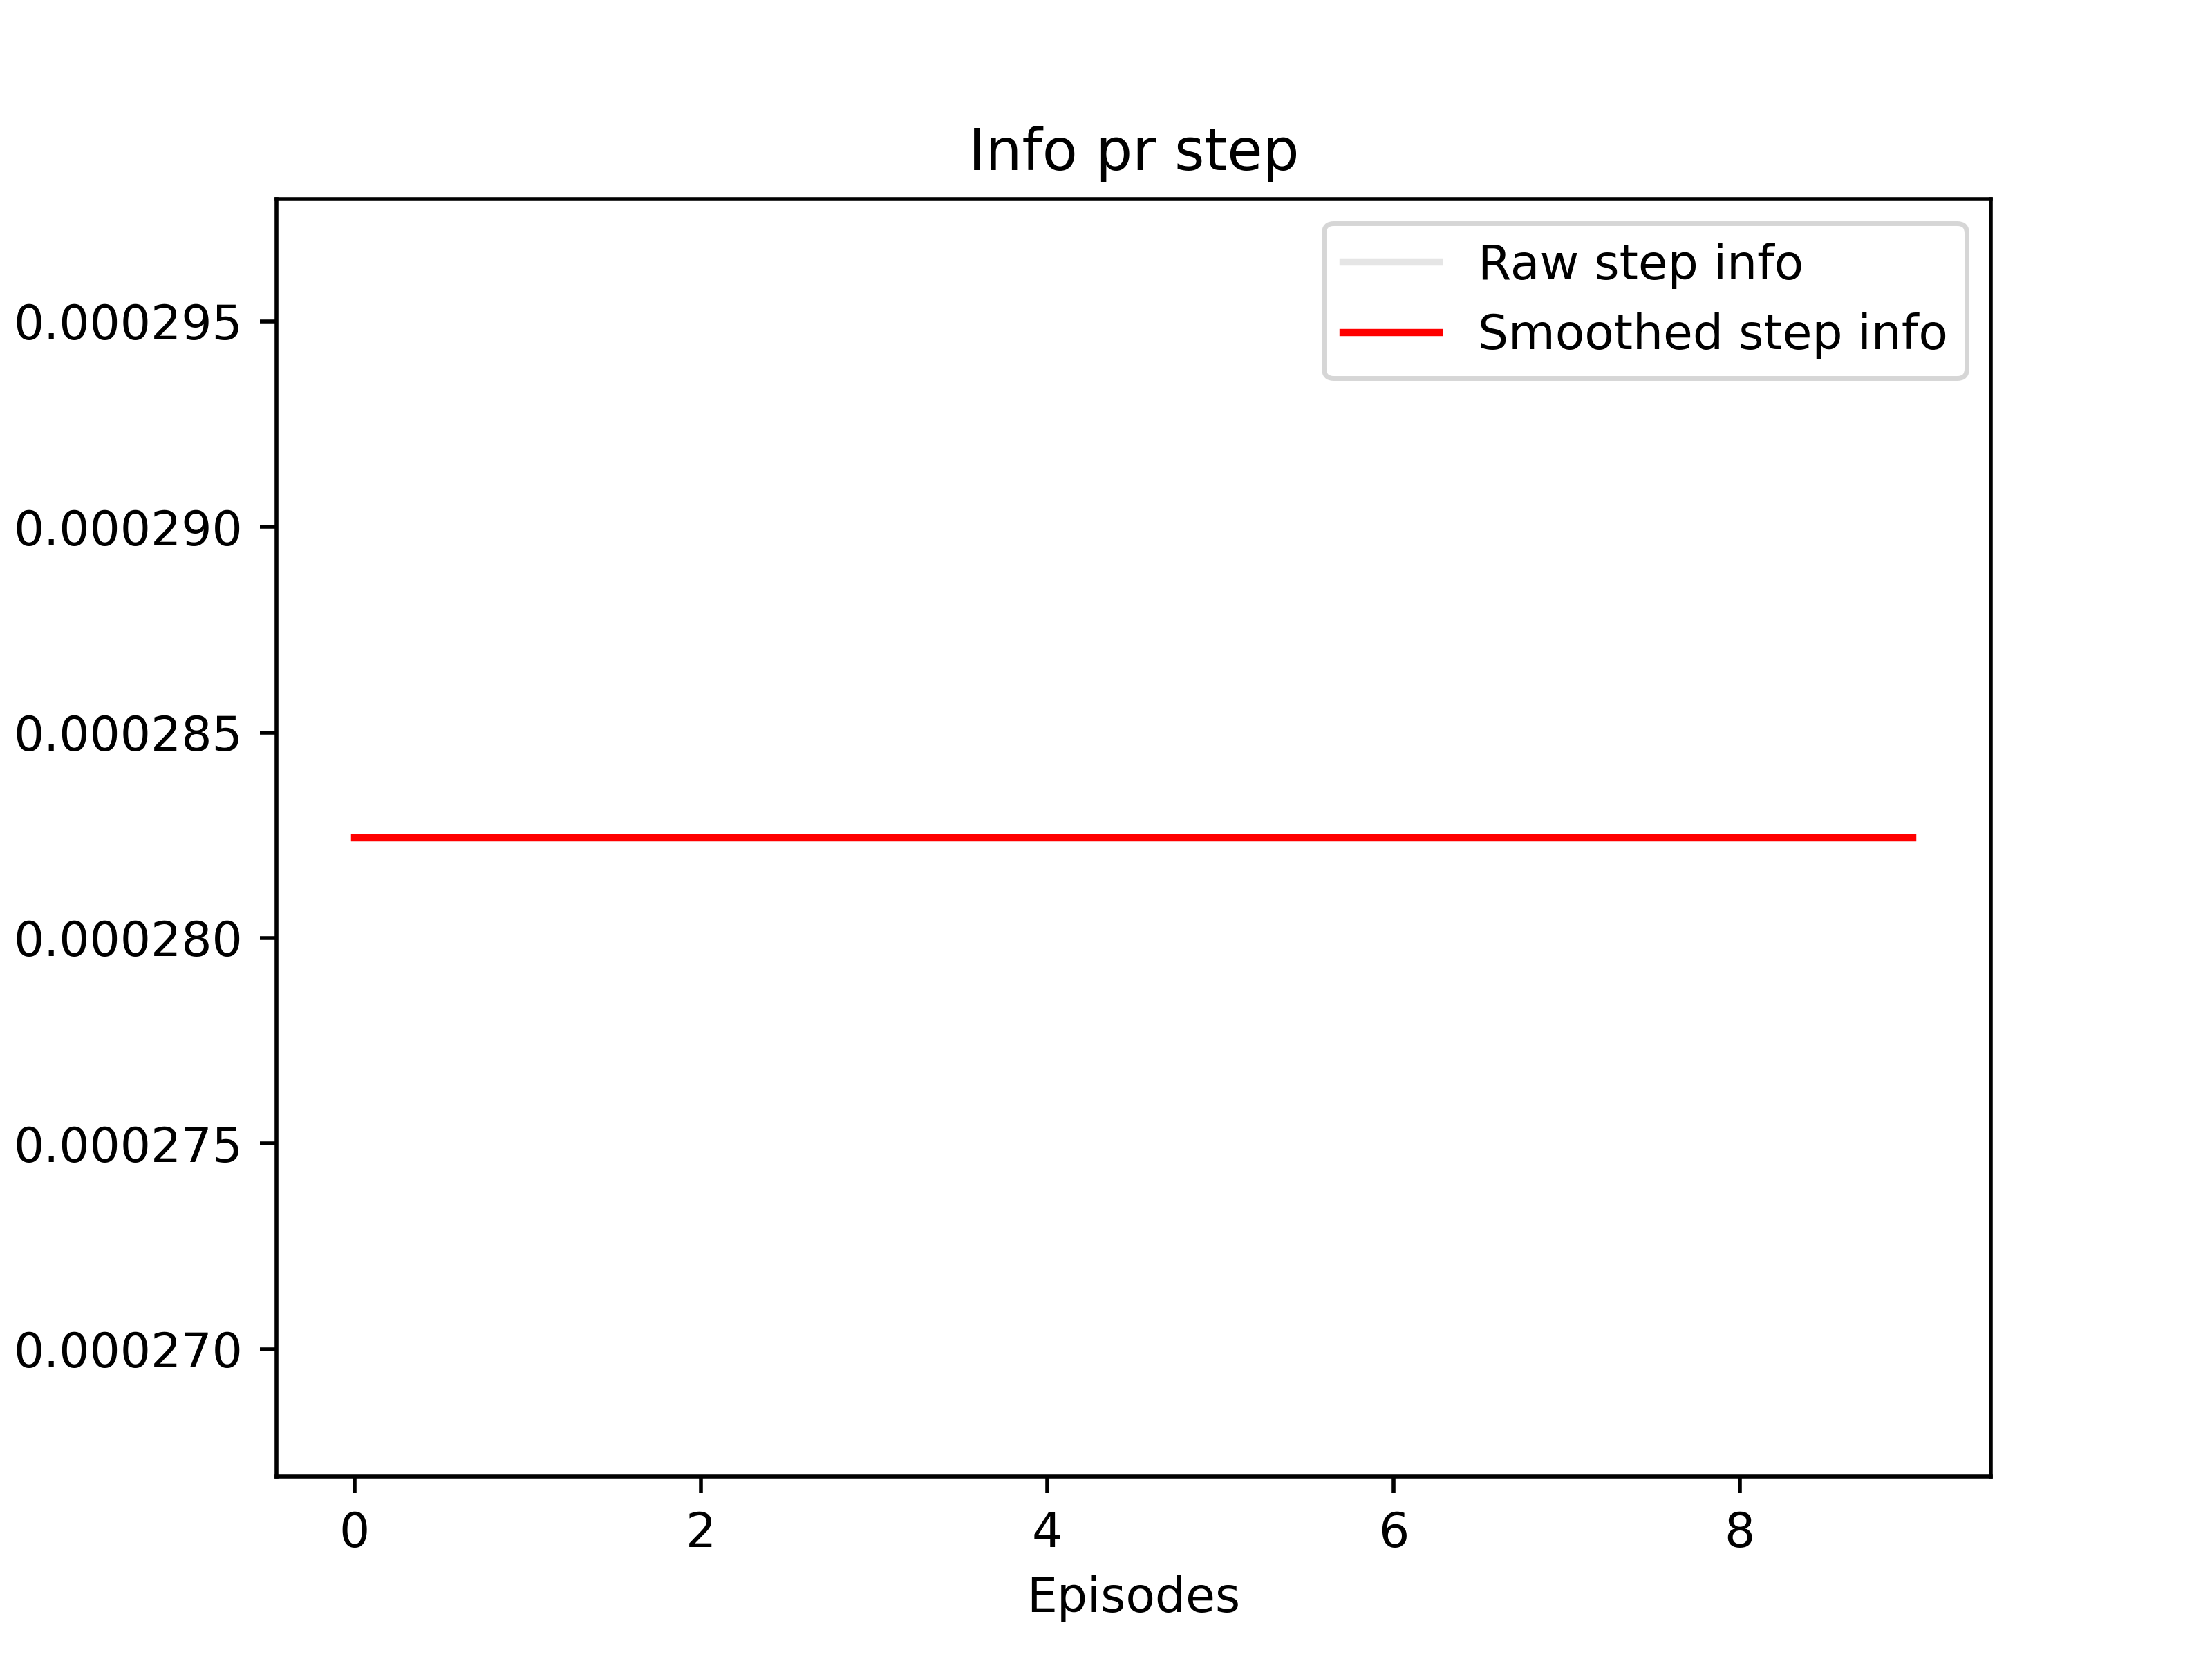 Info pr step
Raw step info
Smoothed step info
0.000295
0.000290
0.000285
0.000280
0.000275
0.000270
0 2 4 6 8
Episodes